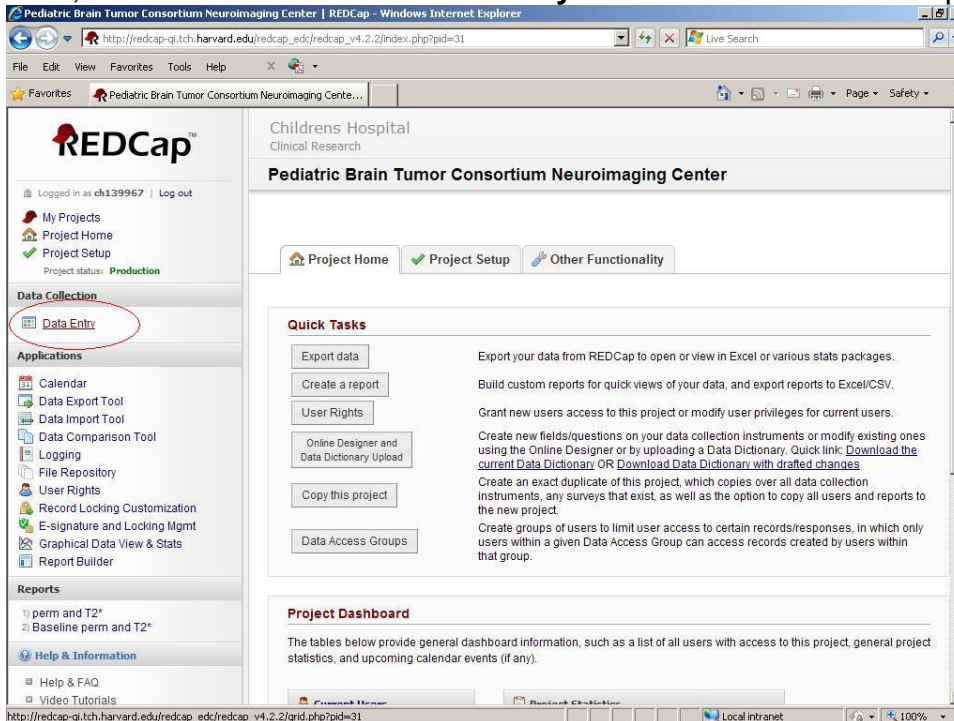 Pediatric Brain Tumor Consortium Neuroimaging Center | REDCap - Windows Internet Explorer
http://redcap-qi.tch.harvard.edu/redcap_edc/redcap_v4.2.2/index.php?pid=31
Live Search
File Edit View Favorites Tools Help
Favorites Pediatric Brain Tumor Consortium Neuroimaging Cente... Page Safety
REDCap™
Logged in as ch139967 | Log out
My Projects
Project Home
Project Setup
Project status: Production
Data Collection
Data Entry
Applications
31 Calendar
Data Export Tool
Data Import Tool
Data Comparison Tool
Logging
File Repository
User Rights
Record Locking Customization
E-signature and Locking Mgmt
Graphical Data View & Stats
Report Builder
Reports
1) perm and T2*
2) Baseline perm and T2*
Help & Information
Help & FAQ
Video Tutorials
Childrens Hospital
Clinical Research
Pediatric Brain Tumor Consortium Neuroimaging Center
Project Home Project Setup Other Functionality
Quick Tasks
Export data Export your data from REDCap to open or view in Excel or various stats packages.
Create a report Build custom reports for quick views of your data, and export reports to Excel/CSV.
User Rights Grant new users access to this project or modify user privileges for current users.
Online Designer and
Data Dictionary Upload
Create new fields/questions on your data collection instruments or modify existing ones
using the Online Designer or by uploading a Data Dictionary. Quick link: Download the
current Data Dictionary OR Download Data Dictionary with drafted changes
Copy this project
Create an exact duplicate of this project, which copies over all data collection
instruments, any surveys that exist, as well as the option to copy all users and reports to
the new project.
Data Access Groups
Create groups of users to limit user access to certain records/responses, in which only
users within a given Data Access Group can access records created by users within
that group.
Project Dashboard
The tables below provide general dashboard information, such as a list of all users with access to this project, general project
statistics, and upcoming calendar events (if any).
Current Users Project Statistics
http://redcap-qi.tch.harvard.edu/redcap_edc/redcap_v4.2.2/grid.php?pid=31 Local intranet 100%